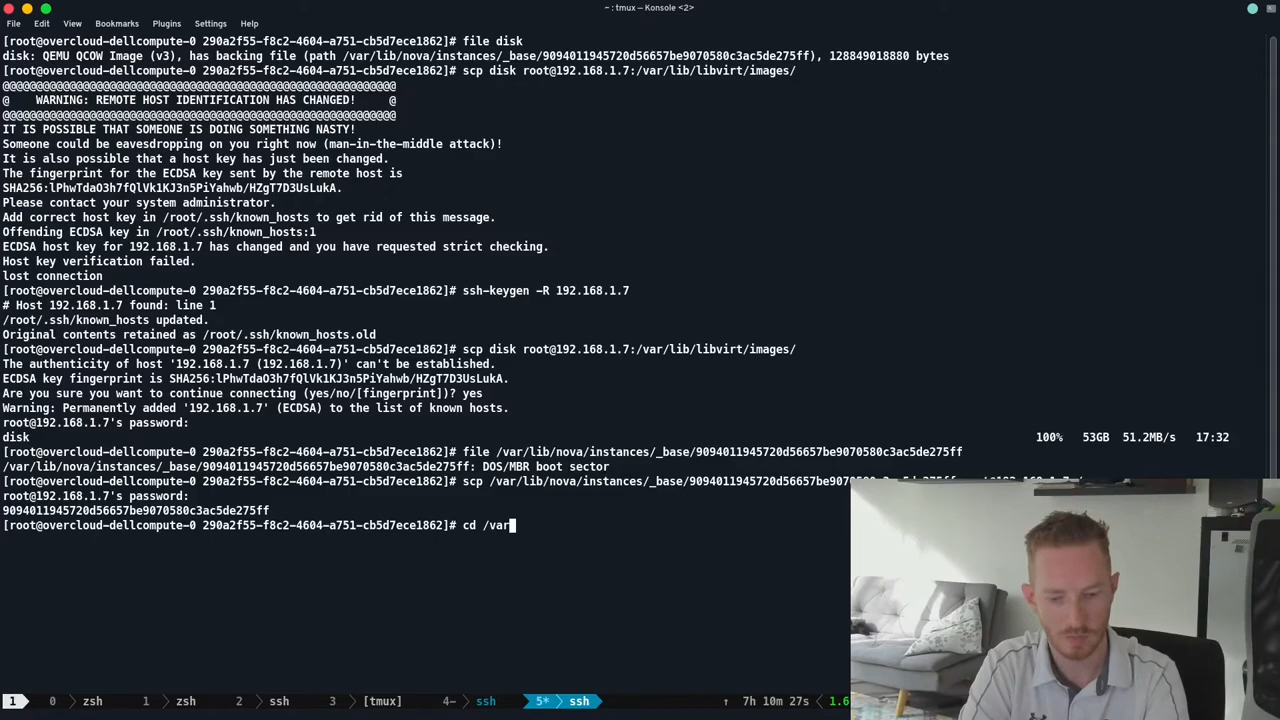 ~ : tmux — Konsole <2>
File Edit View Bookmarks Plugins Settings Help
[root@overcloud-dellcompute-0 290a2f55-f8c2-4604-a751-cb5d7ece1862]# file disk
disk: QEMU QCOW Image (v3), has backing file (path /var/lib/nova/instances/_base/9094011945720d56657be9070580c3ac5de275ff), 128849018880 bytes
[root@overcloud-dellcompute-0 290a2f55-f8c2-4604-a751-cb5d7ece1862]# scp disk root@192.168.1.7:/var/lib/libvirt/images/
@@@@@@@@@@@@@@@@@@@@@@@@@@@@@@@@@@@@@@@@@@@@@@@@@@@@@@@@@@@
@    WARNING: REMOTE HOST IDENTIFICATION HAS CHANGED!     @
@@@@@@@@@@@@@@@@@@@@@@@@@@@@@@@@@@@@@@@@@@@@@@@@@@@@@@@@@@@
IT IS POSSIBLE THAT SOMEONE IS DOING SOMETHING NASTY!
Someone could be eavesdropping on you right now (man-in-the-middle attack)!
It is also possible that a host key has just been changed.
The fingerprint for the ECDSA key sent by the remote host is
SHA256:lPhwTdaO3h7fQlVk1KJ3n5PiYahwb/HZgT7D3UsLukA.
Please contact your system administrator.
Add correct host key in /root/.ssh/known_hosts to get rid of this message.
Offending ECDSA key in /root/.ssh/known_hosts:1
ECDSA host key for 192.168.1.7 has changed and you have requested strict checking.
Host key verification failed.
lost connection
[root@overcloud-dellcompute-0 290a2f55-f8c2-4604-a751-cb5d7ece1862]# ssh-keygen -R 192.168.1.7
# Host 192.168.1.7 found: line 1
/root/.ssh/known_hosts updated.
Original contents retained as /root/.ssh/known_hosts.old
[root@overcloud-dellcompute-0 290a2f55-f8c2-4604-a751-cb5d7ece1862]# scp disk root@192.168.1.7:/var/lib/libvirt/images/
The authenticity of host '192.168.1.7 (192.168.1.7)' can't be established.
ECDSA key fingerprint is SHA256:lPhwTdaO3h7fQlVk1KJ3n5PiYahwb/HZgT7D3UsLukA.
Are you sure you want to continue connecting (yes/no/[fingerprint])? yes
Warning: Permanently added '192.168.1.7' (ECDSA) to the list of known hosts.
root@192.168.1.7's password:
disk 100% 53GB 51.2MB/s 17:32
[root@overcloud-dellcompute-0 290a2f55-f8c2-4604-a751-cb5d7ece1862]# file /var/lib/nova/instances/_base/9094011945720d56657be9070580c3ac5de275ff
/var/lib/nova/instances/_base/9094011945720d56657be9070580c3ac5de275ff: DOS/MBR boot sector
[root@overcloud-dellcompute-0 290a2f55-f8c2-4604-a751-cb5d7ece1862]# scp /var/lib/nova/instances/_base/9094011945720d56657be9070580c3ac5de275ff
root@192.168.1.7's password:
9094011945720d56657be9070580c3ac5de275ff
[root@overcloud-dellcompute-0 290a2f55-f8c2-4604-a751-cb5d7ece1862]# cd /var
1 0 zsh 1 zsh 2 ssh 3 [tmux] 4- ssh 5* ssh ↑ 7h 10m 27s 1.6